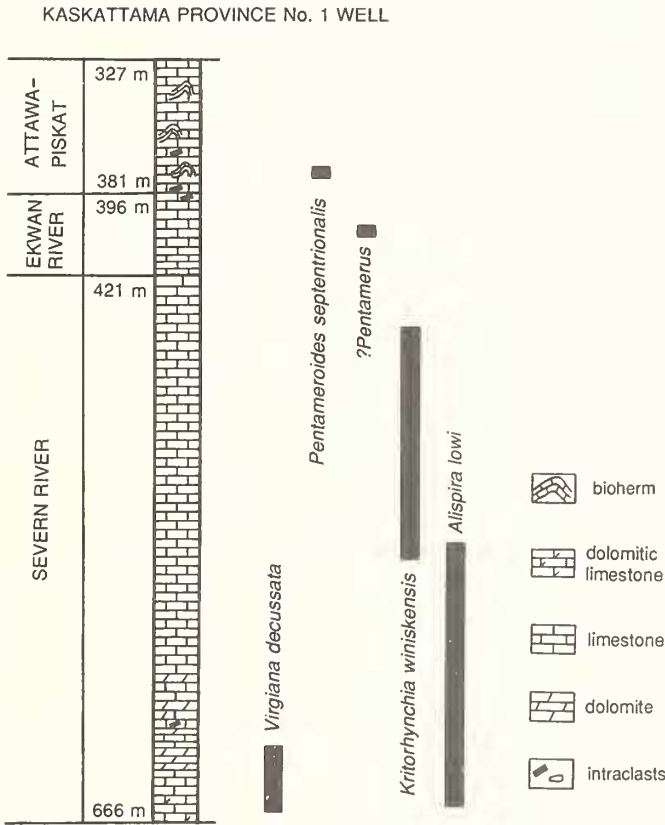 KASKATTAMA PROVINCE No. 1 WELL
ATTAWA-
PISKAT
327 m
381 m
EKWAN
RIVER
396 m
SEVERN RIVER
421 m
666 m
Virgiana decussata
Pentameroides septentrionalis
?Pentamerus
Kritorhynchia winiskensis
Alispira lowi
bioherm
dolomitic
limestone
limestone
dolomite
intraclasts